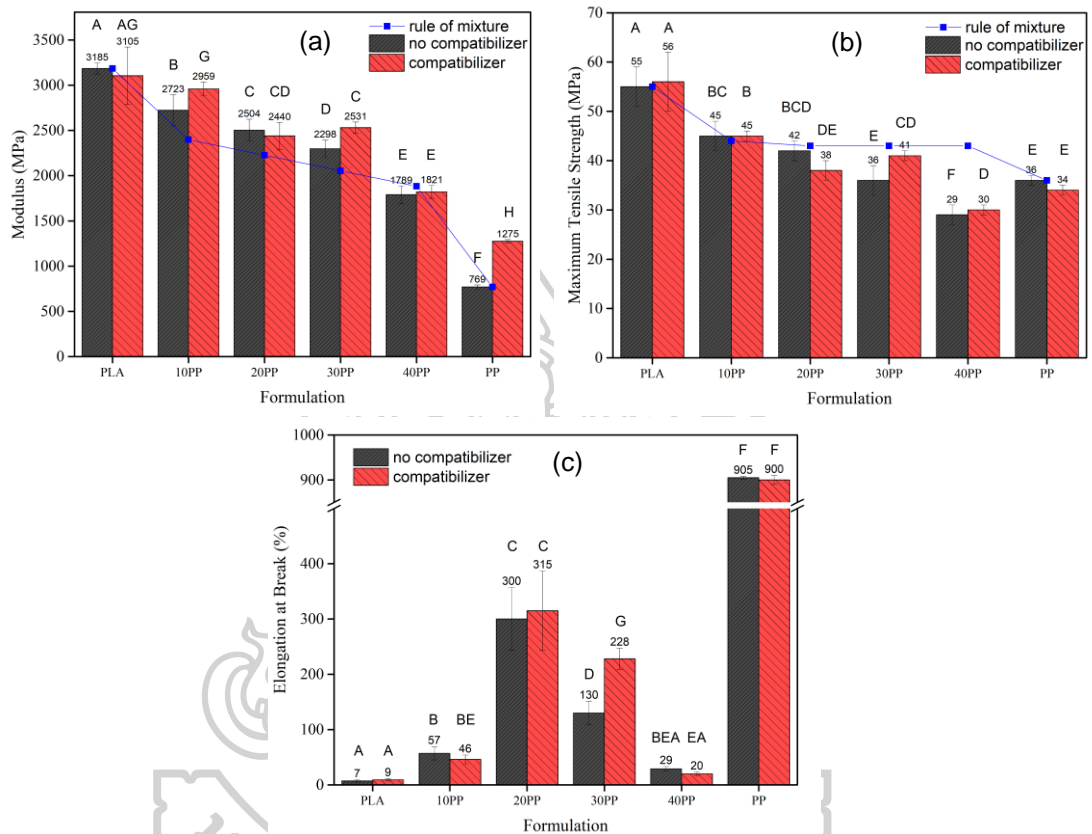 (a)
rule of mixture
no compatibilizer
compatibilizer
A AG
3185 3105
B G
2723 2959
C CD
2504 2440
D C
2298 2531
E E
1789 1821
F H
769 1275
3500
3000
2500
2000
1500
1000
500
0
Modulus (MPa)
PLA 10PP 20PP 30PP 40PP PP
Formulation
(b)
rule of mixture
no compatibilizer
compatibilizer
A A
55 56
BC B
45 45
BCD DE
42 38
E CD
36 41
F D
29 30
E E
36 34
70
60
50
40
30
20
10
0
Maximum Tensile Strength (MPa)
PLA 10PP 20PP 30PP 40PP PP
Formulation
(c)
no compatibilizer
compatibilizer
A A
7 9
B BE
57 46
C C
300 315
D G
130 228
BEA EA
29 20
F F
905 900
1000
900
400
300
200
100
0
Elongation at Break (%)
PLA 10PP 20PP 30PP 40PP PP
Formulation